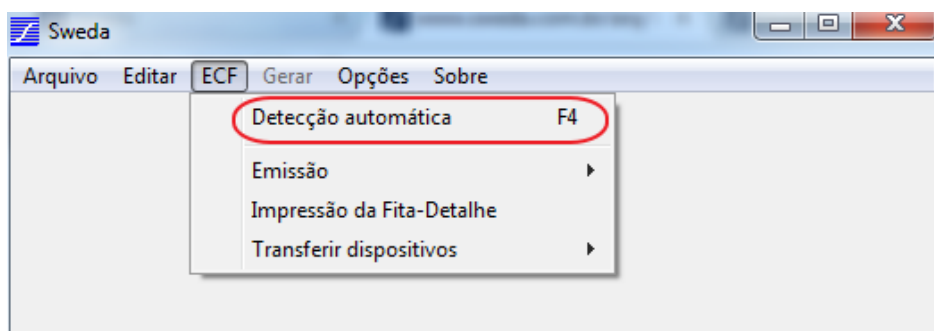 Sweda
Arquivo Editar ECF Gerar Opções Sobre
Detecção automática F4
Emissão
Impressão da Fita-Detalhe
Transferir dispositivos